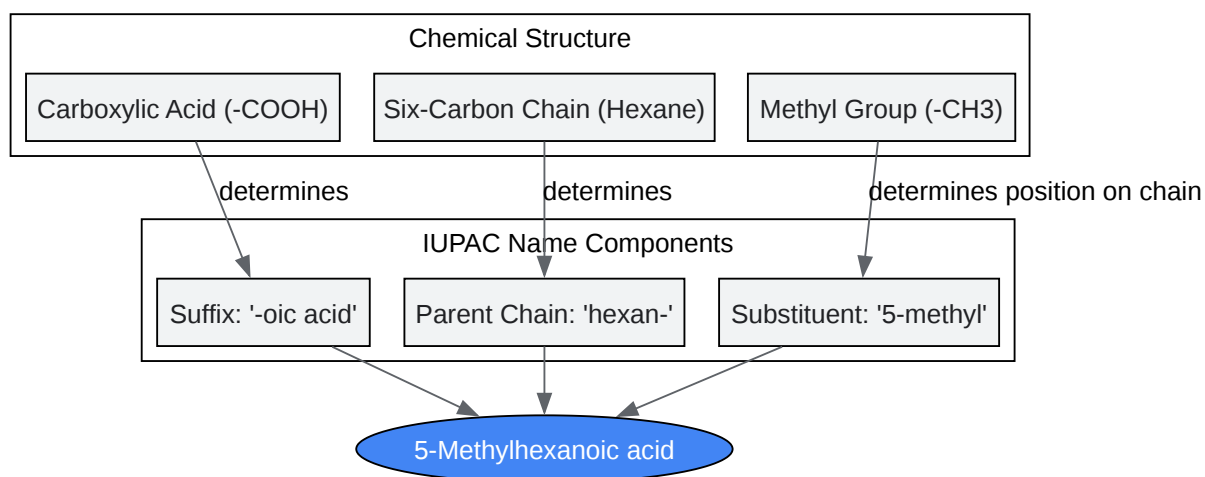 Chemical Structure
Carboxylic Acid (-COOH)
Six-Carbon Chain (Hexane)
Methyl Group (-CH3)
determines
determines
determines position on chain
IUPAC Name Components
Suffix: '-oic acid'
Parent Chain: 'hexan-'
Substituent: '5-methyl'
5-Methylhexanoic acid